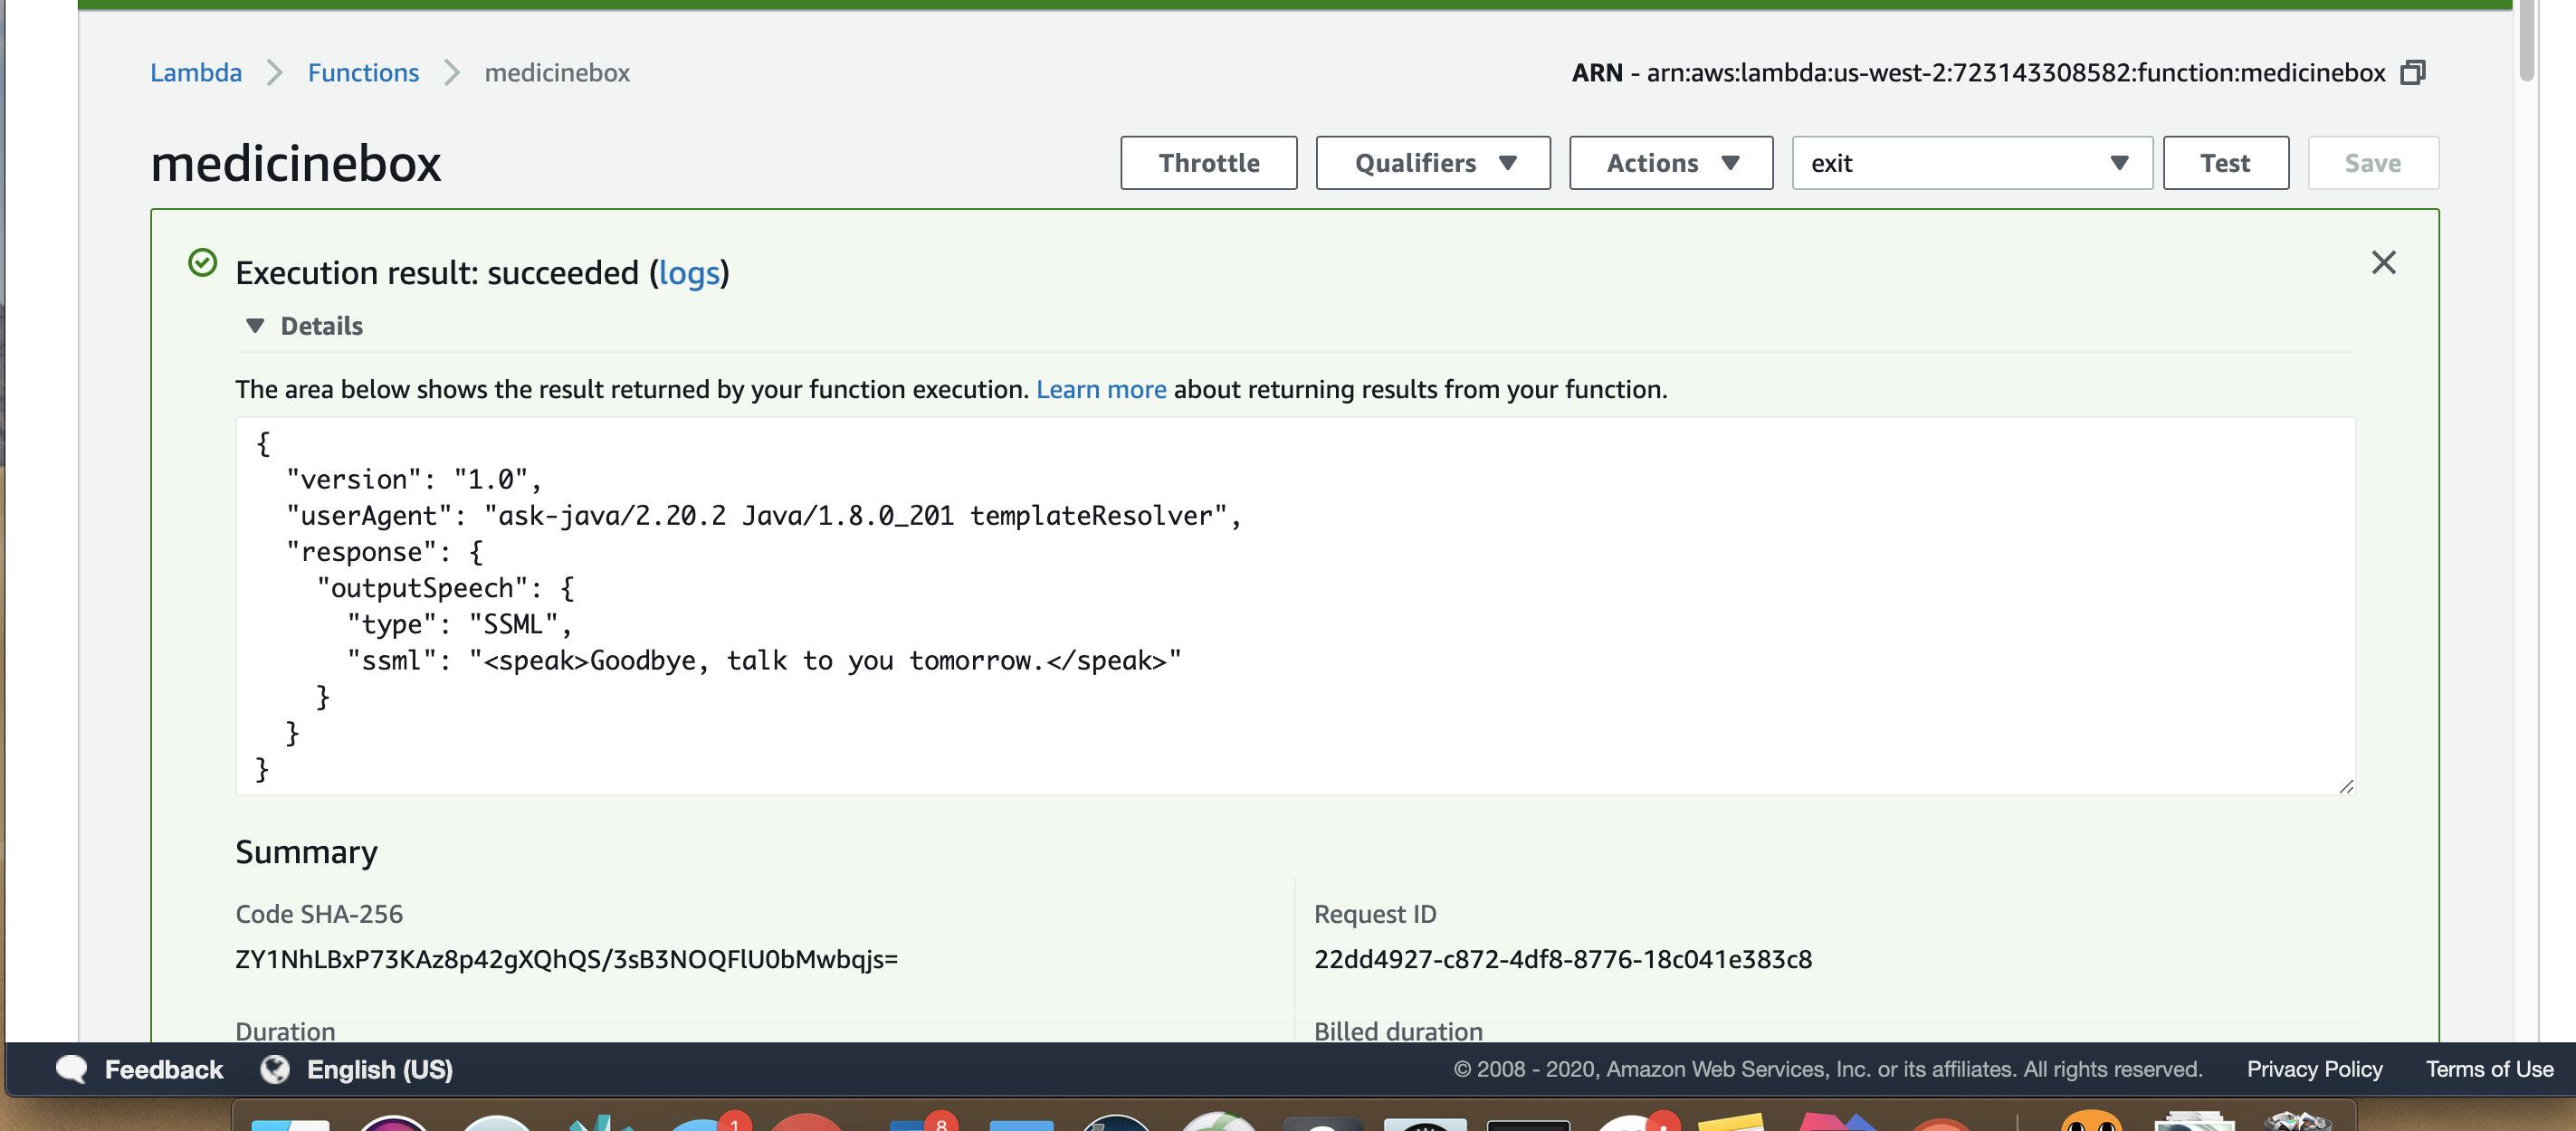 Lambda > Functions > medicinebox ARN - arn:aws:lambda:us-west-2:723143308582:function:medicinebox
medicinebox Throttle Qualifiers Actions exit Test Save
Execution result: succeeded (logs)
Details
The area below shows the result returned by your function execution. Learn more about returning results from your function.
{
  "version": "1.0",
  "userAgent": "ask-java/2.20.2 Java/1.8.0_201 templateResolver",
  "response": {
    "outputSpeech": {
      "type": "SSML",
      "ssml": "<speak>Goodbye, talk to you tomorrow.</speak>"
    }
  }
}
Summary
Code SHA-256 Request ID
ZY1NhLBxP73KAz8p42gXQhQS/3sB3NOQFlU0bMwbqjs= 22dd4927-c872-4df8-8776-18c041e383c8
Duration Billed duration
Feedback English (US) © 2008 - 2020, Amazon Web Services, Inc. or its affiliates. All rights reserved. Privacy Policy Terms of Use
1 8